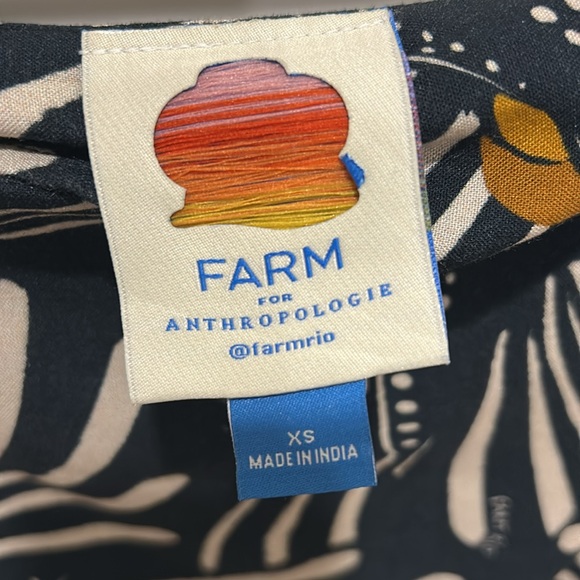 FARM
FOR
ANTHROPOLOGIE
@farmrio
XS
MADE IN INDIA